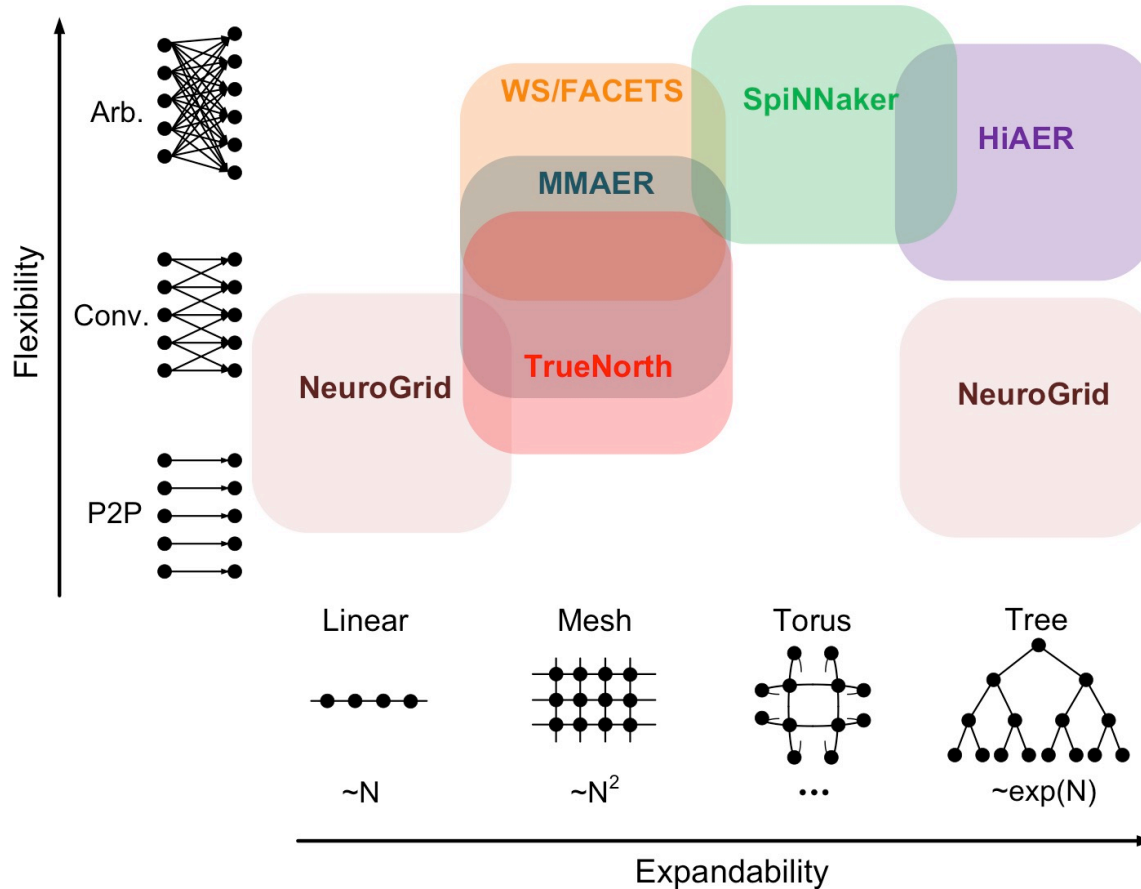 Flexibility
Arb.
Conv.
P2P
WS/FACETS
SpiNNaker
HiAER
MMAER
TrueNorth
NeuroGrid
NeuroGrid
Linear
Mesh
Torus
Tree
~N
~N²
...
~exp(N)
Expandability